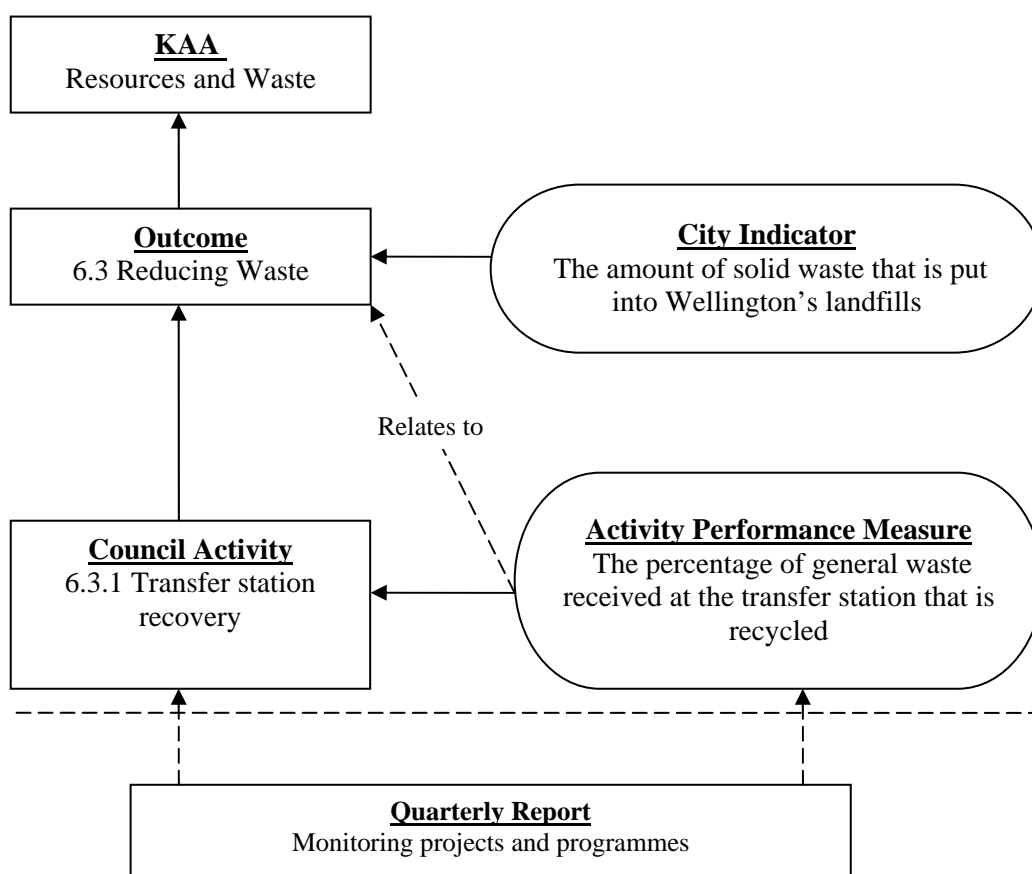 KAA
Resources and Waste
Outcome
6.3 Reducing Waste
City Indicator
The amount of solid waste that is put
into Wellington’s landfills
Relates to
Council Activity
6.3.1 Transfer station
recovery
Activity Performance Measure
The percentage of general waste
received at the transfer station that is
recycled
Quarterly Report
Monitoring projects and programmes